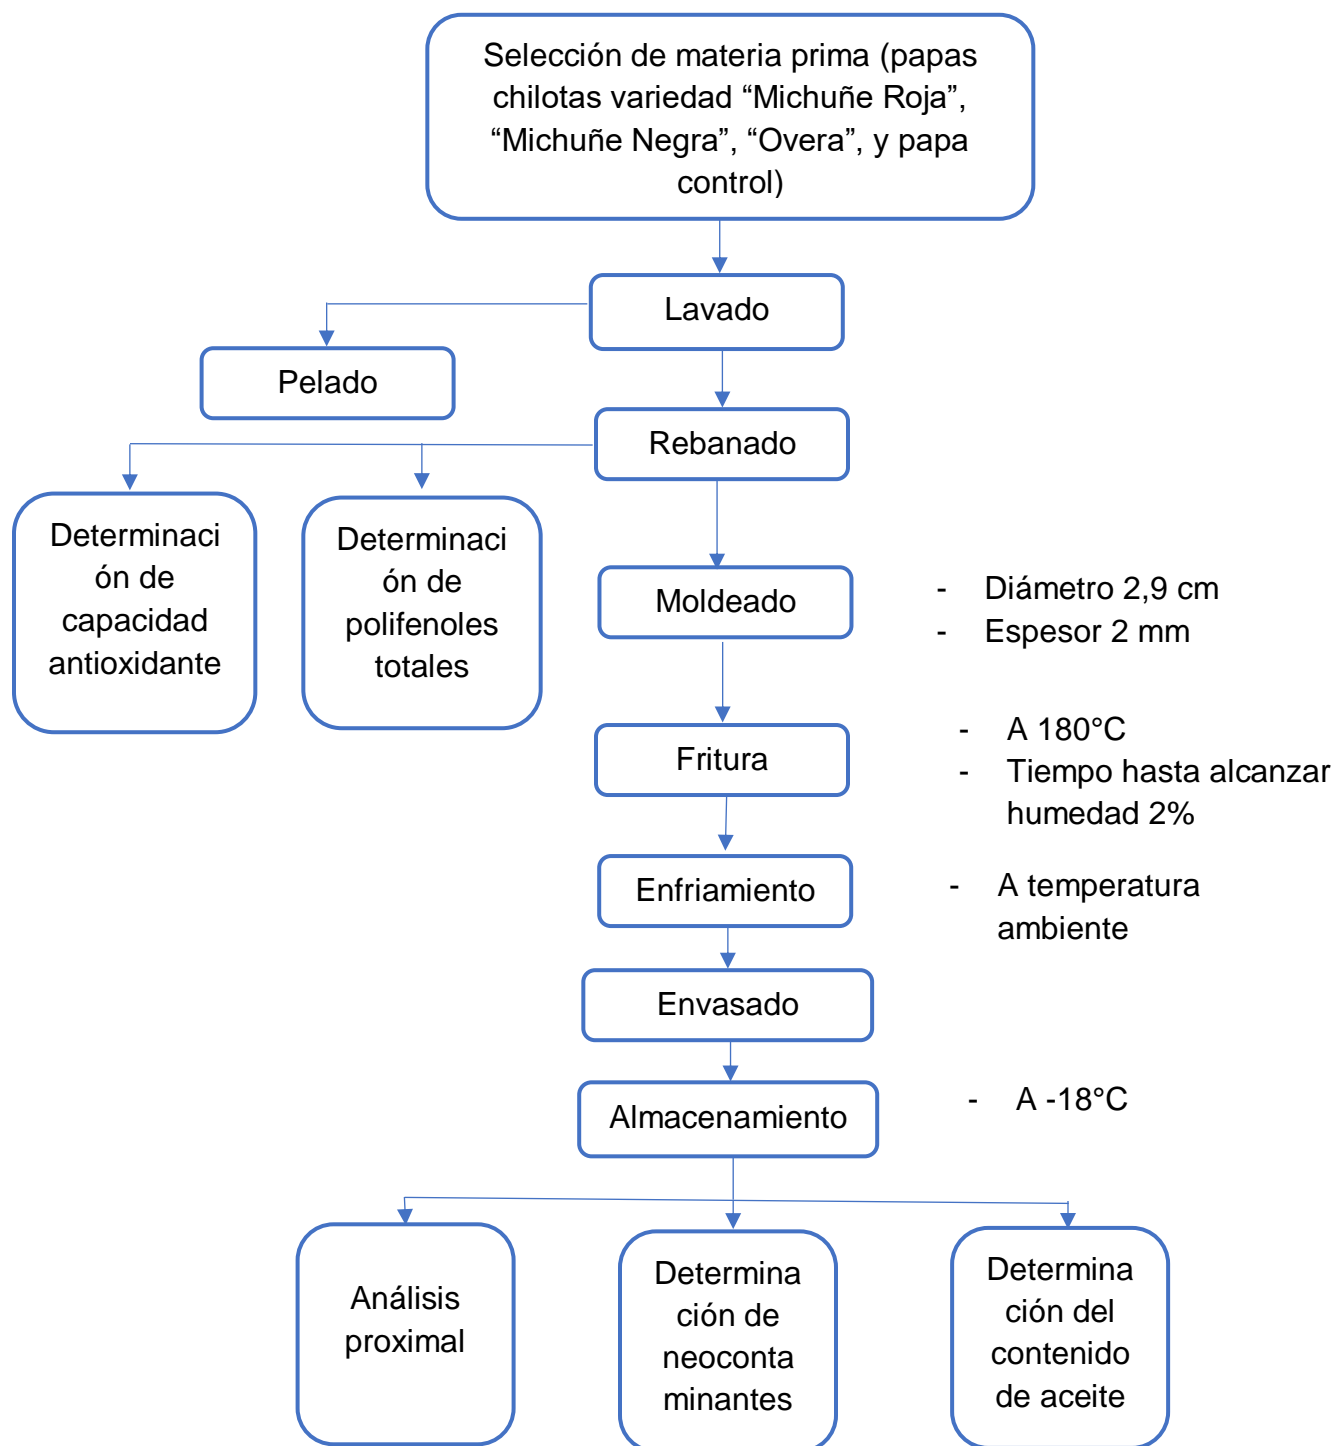 Selección de materia prima (papas
chilotas variedad “Michuñe Roja”,
“Michuñe Negra”, “Overa”, y papa
control)
Lavado
Pelado
Rebanado
Determinaci
ón de
capacidad
antioxidante
Determinaci
ón de
polifenoles
totales
Moldeado
- Diámetro 2,9 cm
- Espesor 2 mm
Fritura
- A 180°C
- Tiempo hasta alcanzar
humedad 2%
Enfriamiento
- A temperatura
ambiente
Envasado
Almacenamiento
- A -18°C
Análisis
proximal
Determina
ción de
neoconta
minantes
Determina
ción del
contenido
de aceite